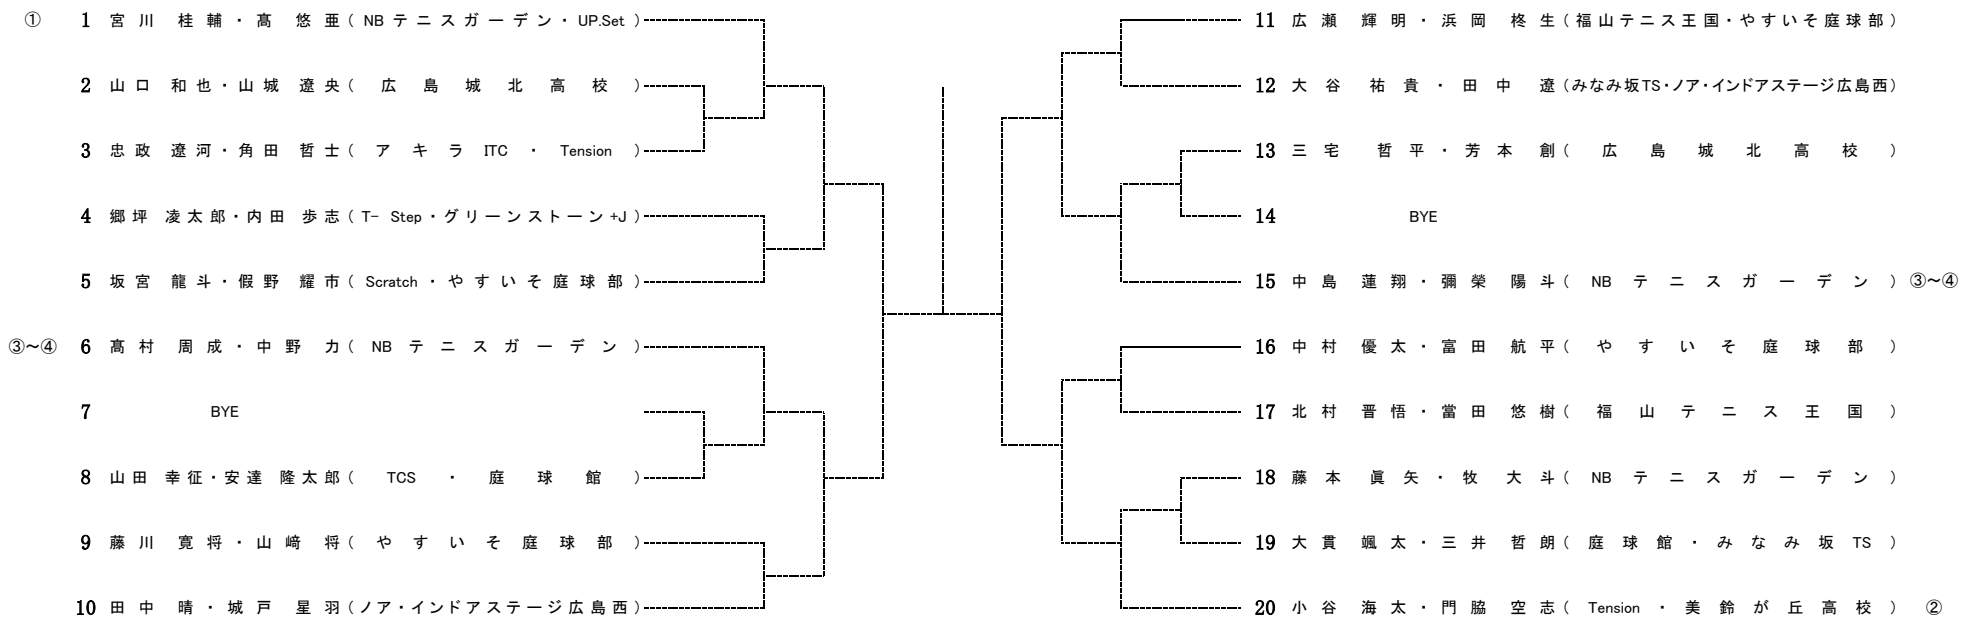 ① 1 宮川 桂輔・髙 悠亜(NBテニスガーデン・UP.Set)
2 山口 和也・山城 遼央(広島城北高校)
3 忠政 遼河・角田 哲士(アキラITC・Tension)
4 郷坪 凌太郎・内田 歩志(T- Step・グリーンストーン+J)
5 坂宮 龍斗・假野 耀市(Scratch・やすいそ庭球部)
③~④ 6 髙村 周成・中野 力(NBテニスガーデン)
7 BYE
8 山田 幸征・安達 隆太郎(TCS・庭球館)
9 藤川 寛将・山﨑 将(やすいそ庭球部)
10 田中 晴・城戸 星羽(ノア・インドアステージ広島西)
11 広瀬 輝明・浜岡 柊生(福山テニス王国・やすいそ庭球部)
12 大谷 祐貴・田中 遼(みなみ坂TS・ノア・インドアステージ広島西)
13 三宅 哲平・芳本 創(広島城北高校)
14 BYE
15 中島 蓮翔・彌榮 陽斗(NBテニスガーデン) ③~④
16 中村 優太・富田 航平(やすいそ庭球部)
17 北村 晋悟・當田 悠樹(福山テニス王国)
18 藤本 眞矢・牧 大斗(NBテニスガーデン)
19 大貫 颯太・三井 哲朗(庭球館・みなみ坂TS)
20 小谷 海太・門脇 空志(Tension・美鈴が丘高校) ②